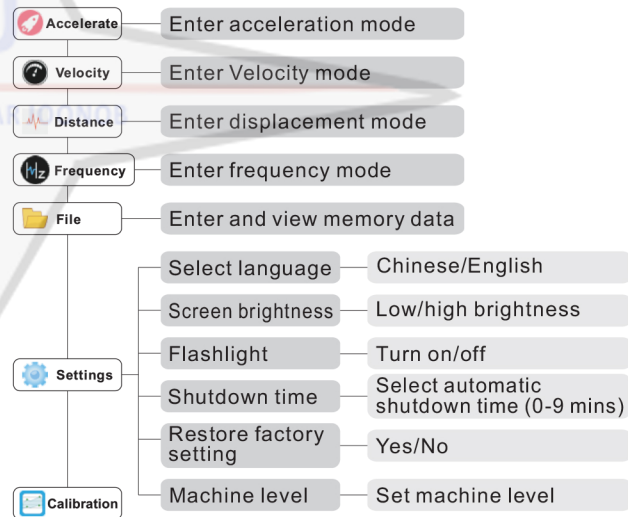 Accelerate Enter acceleration mode
Velocity Enter Velocity mode
Distance Enter displacement mode
Hz Frequency Enter frequency mode
File Enter and view memory data
Select language Chinese/English
Screen brightness Low/high brightness
Flashlight Turn on/off
Settings
Shutdown time Select automatic
shutdown time (0-9 mins)
Restore factory
setting Yes/No
Machine level Set machine level
Calibration